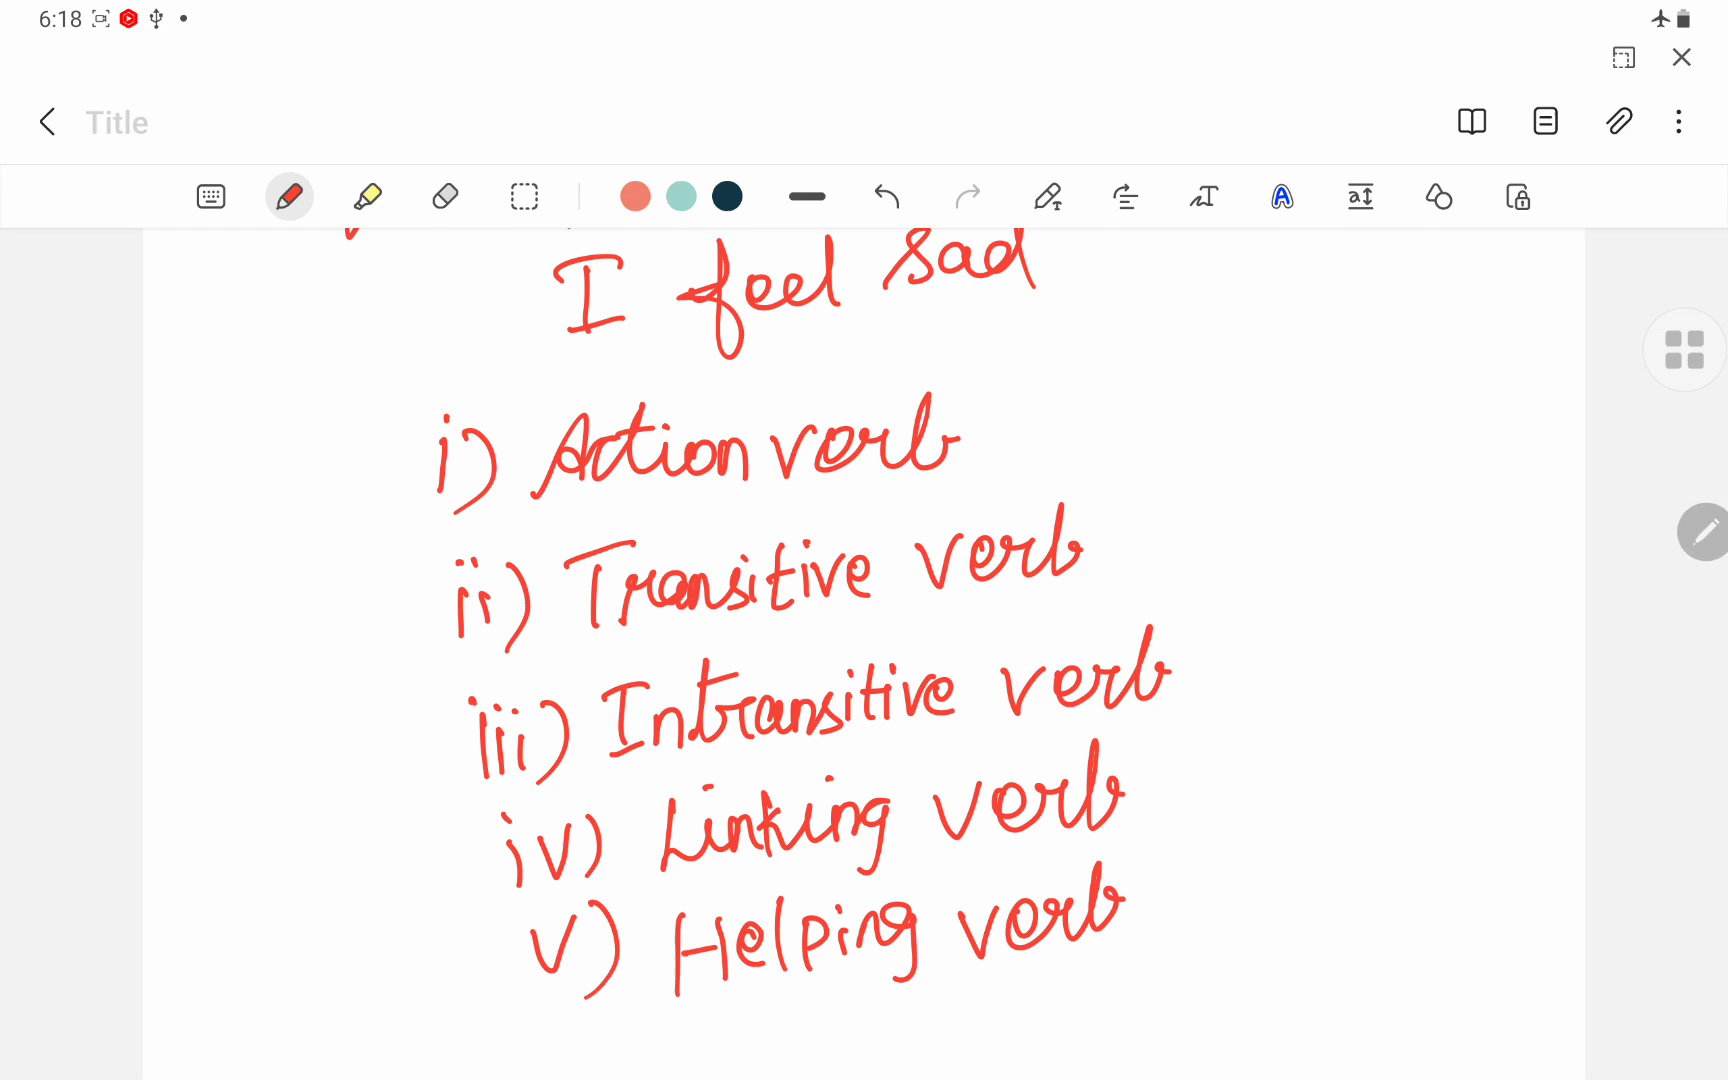 6:18
Title
I feel sad
i) Action verb
ii) Transitive verb
iii) Intransitive verb
iv) Linking verb
v) Helping verb